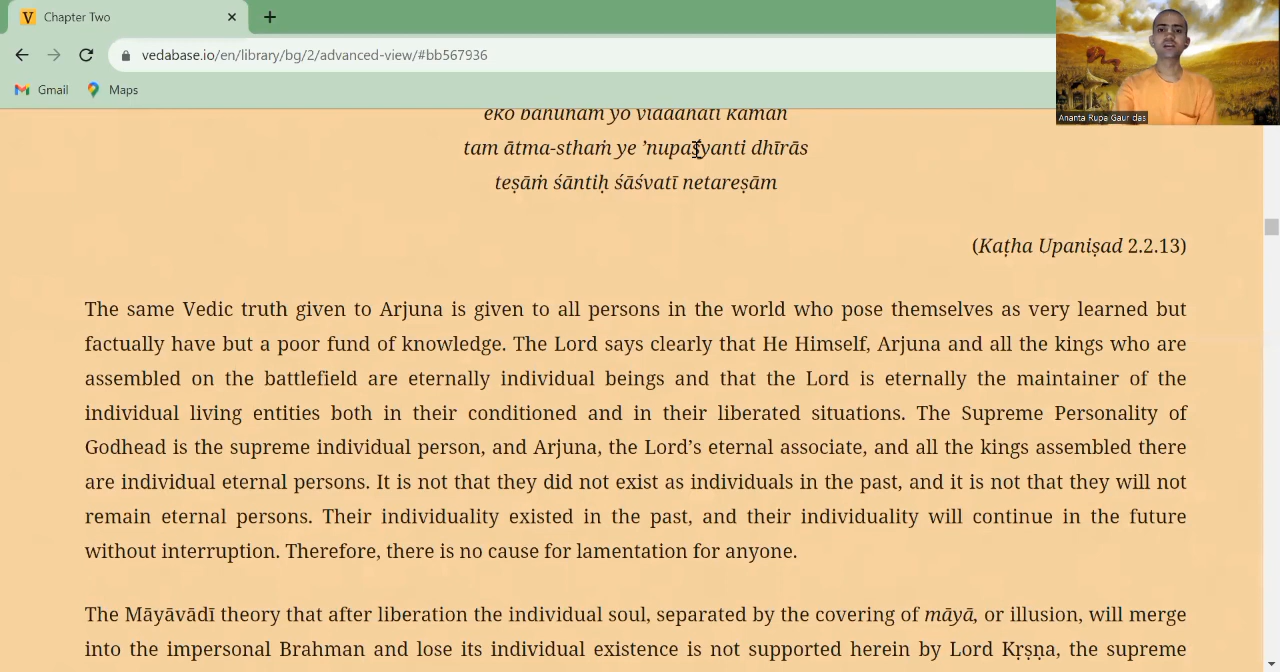 V Chapter Two
vedabase.io/en/library/bg/2/advanced-view/#bb567936
Gmail Maps
Ananta Rupa Gaur das
eko bahūnāṁ yo vidadhāti kāmān
tam ātma-sthaṁ ye ’nupaśyanti dhīrās
teṣāṁ śāntiḥ śāśvatī netareṣām
(Kaṭha Upaniṣad 2.2.13)
The same Vedic truth given to Arjuna is given to all persons in the world who pose themselves as very learned but
factually have but a poor fund of knowledge. The Lord says clearly that He Himself, Arjuna and all the kings who are
assembled on the battlefield are eternally individual beings and that the Lord is eternally the maintainer of the
individual living entities both in their conditioned and in their liberated situations. The Supreme Personality of
Godhead is the supreme individual person, and Arjuna, the Lord’s eternal associate, and all the kings assembled there
are individual eternal persons. It is not that they did not exist as individuals in the past, and it is not that they will not
remain eternal persons. Their individuality existed in the past, and their individuality will continue in the future
without interruption. Therefore, there is no cause for lamentation for anyone.
The Māyāvādī theory that after liberation the individual soul, separated by the covering of māyā, or illusion, will merge
into the impersonal Brahman and lose its individual existence is not supported herein by Lord Kṛṣṇa, the supreme